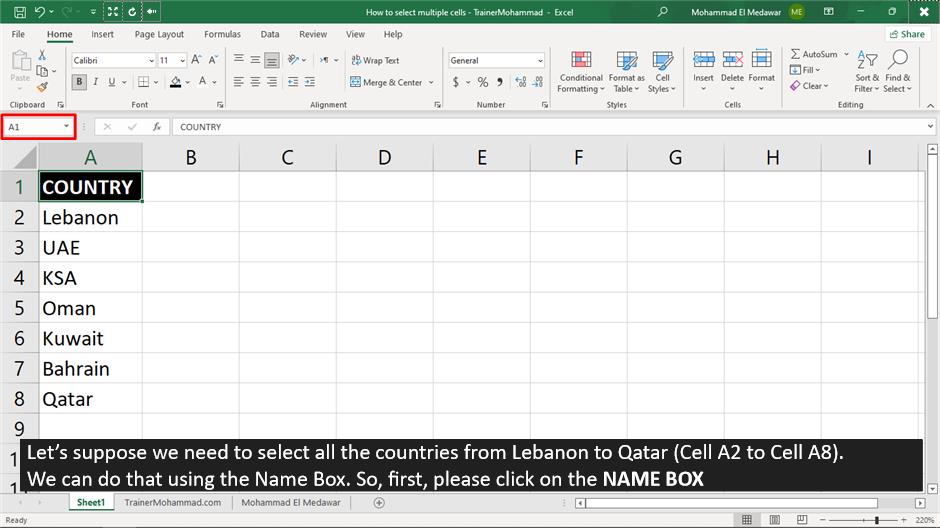 How to select multiple cells - TrainerMohammad - Excel
Mohammad El Medawar ME
File Home Insert Page Layout Formulas Data Review View Help Share
Calibri 11 Wrap Text General AutoSum
Fill
Clear
Paste B I U A Merge & Center $ % Conditional Formatting Format as Table Cell Styles Insert Delete Format Sort & Filter Find & Select
Clipboard Font Alignment Number Styles Cells Editing
A1 fx COUNTRY
A B C D E F G H I
1 COUNTRY
2 Lebanon
3 UAE
4 KSA
5 Oman
6 Kuwait
7 Bahrain
8 Qatar
9
Let’s suppose we need to select all the countries from Lebanon to Qatar (Cell A2 to Cell A8).
We can do that using the Name Box. So, first, please click on the NAME BOX
Sheet1 TrainerMohammad.com Mohammad El Medawar
Ready 220%